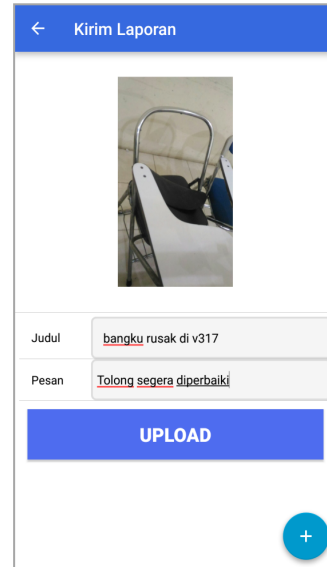 Kirim Laporan
Judul
bangku rusak di v317
Pesan
Tolong segera diperbaiki
UPLOAD